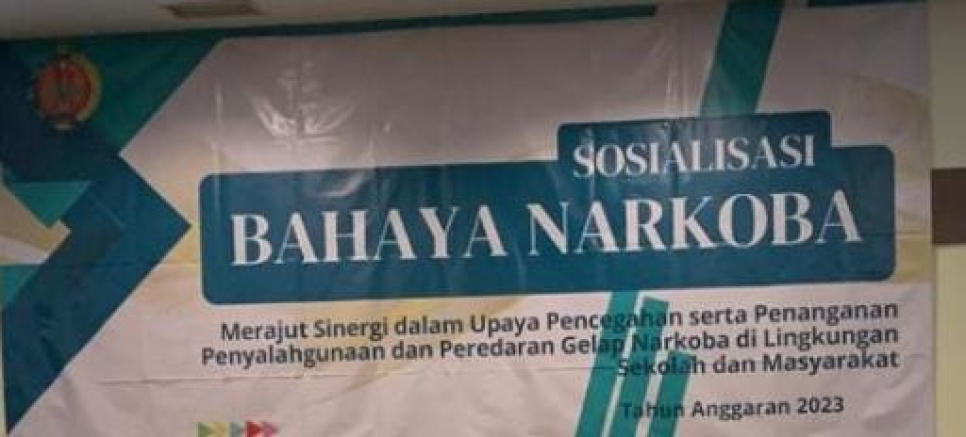 SOSIALISASI
BAHAYA NARKOBA
Merajut Sinergi dalam Upaya Pencegahan serta Penanganan
Penyalahgunaan dan Peredaran Gelap Narkoba di Lingkungan
Sekolah dan Masyarakat
Tahun Anggaran 2023